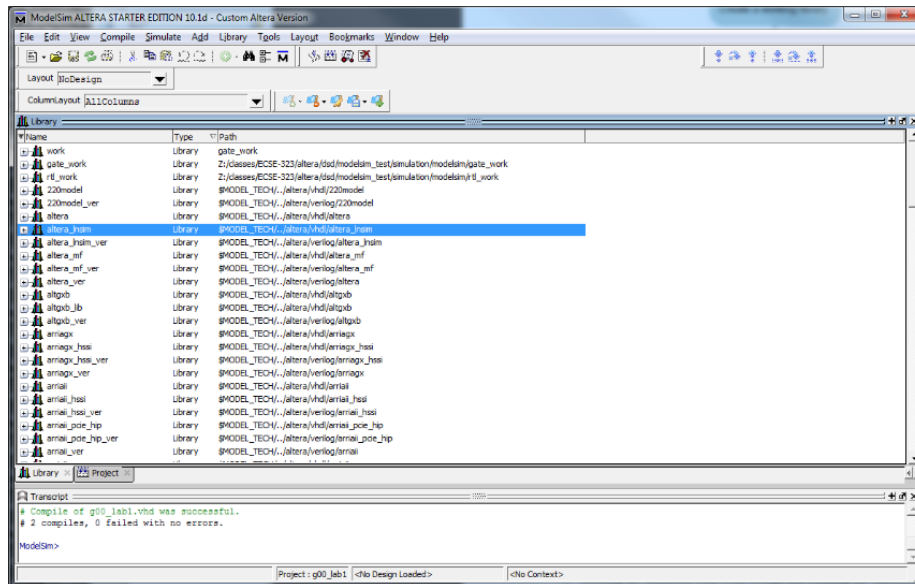 ModelSim ALTERA STARTER EDITION 10.1d - Custom Altera Version
File Edit View Compile Simulate Add Library Tools Layout Bookmarks Window Help
Layout NoDesign
ColumnLayout AllColumns
Library
Name Type Path
work Library gate_work
gate_work Library Z:/classes/ECSE-323/altera/dsd/modelsim_test/simulation/modelsim/gate_work
rtl_work Library Z:/classes/ECSE-323/altera/dsd/modelsim_test/simulation/modelsim/rtl_work
220model Library $MODEL_TECH/../altera/vhdl/220model
220model_ver Library $MODEL_TECH/../altera/verilog/220model
altera Library $MODEL_TECH/../altera/vhdl/altera
altera_lnsim Library $MODEL_TECH/../altera/vhdl/altera_lnsim
altera_lnsim_ver Library $MODEL_TECH/../altera/verilog/altera_lnsim
altera_mf Library $MODEL_TECH/../altera/vhdl/altera_mf
altera_mf_ver Library $MODEL_TECH/../altera/verilog/altera_mf
altera_ver Library $MODEL_TECH/../altera/verilog/altera
altgxb Library $MODEL_TECH/../altera/vhdl/altgxb
altgxb_lib Library $MODEL_TECH/../altera/vhdl/altgxb
altgxb_ver Library $MODEL_TECH/../altera/verilog/altgxb
arriagx Library $MODEL_TECH/../altera/vhdl/arriagx
arriagx_hssi Library $MODEL_TECH/../altera/vhdl/arriagx_hssi
arriagx_hssi_ver Library $MODEL_TECH/../altera/verilog/arriagx_hssi
arriagx_ver Library $MODEL_TECH/../altera/verilog/arriagx
arriaii Library $MODEL_TECH/../altera/vhdl/arriaii
arriaii_hssi Library $MODEL_TECH/../altera/vhdl/arriaii_hssi
arriaii_hssi_ver Library $MODEL_TECH/../altera/verilog/arriaii_hssi
arriaii_pcie_hip Library $MODEL_TECH/../altera/vhdl/arriaii_pcie_hip
arriaii_pcie_hip_ver Library $MODEL_TECH/../altera/verilog/arriaii_pcie_hip
arriaii_ver Library $MODEL_TECH/../altera/verilog/arriaii
Library Project
Transcript
# Compile of g00_lab1.vhd was successful.
# 2 compiles, 0 failed with no errors.
ModelSim>
Project : g00_lab1 <No Design Loaded> <No Context>